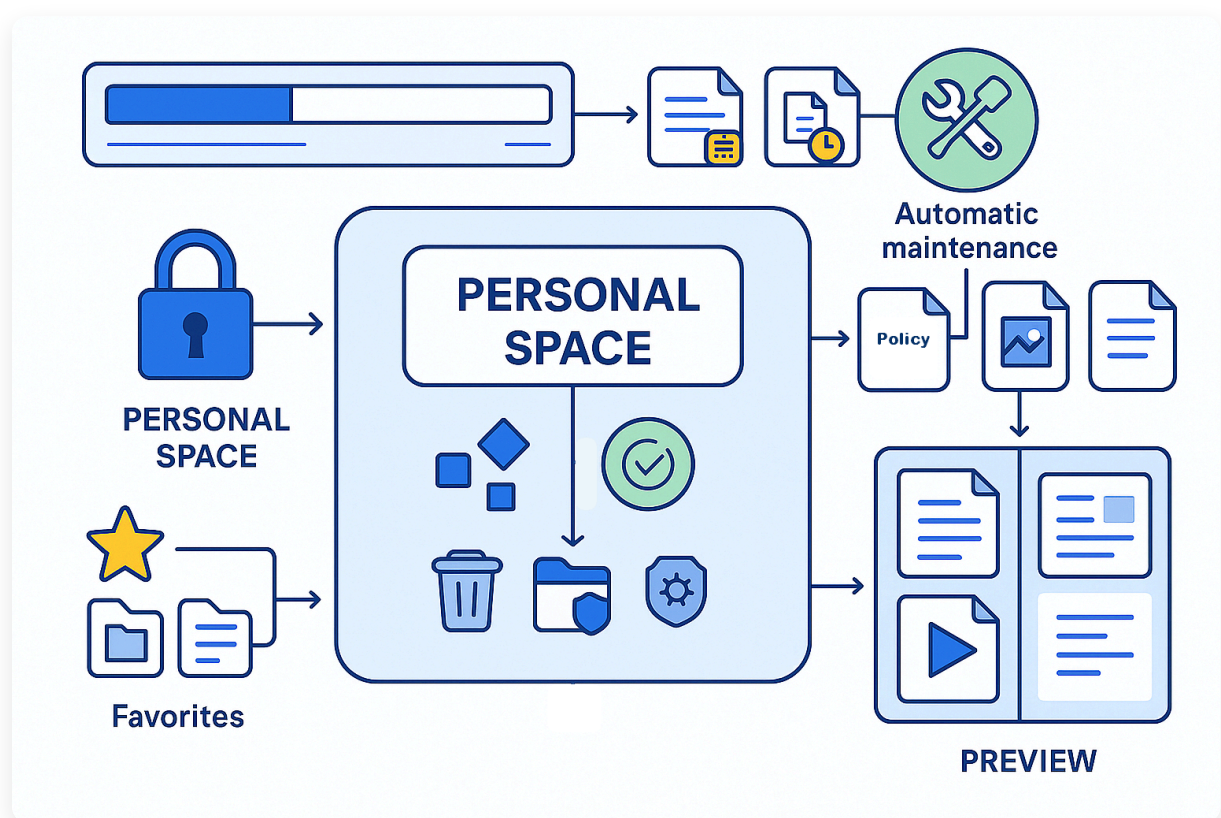 Automatic
maintenance
PERSONAL
SPACE
Policy
PERSONAL
SPACE
Favorites
PREVIEW